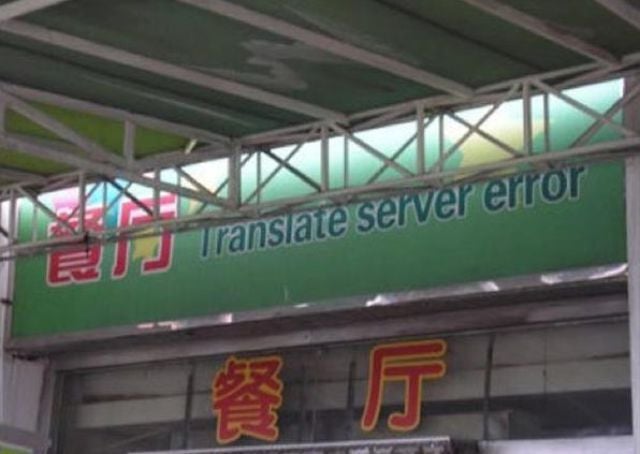 餐厅 Translate server error
餐厅